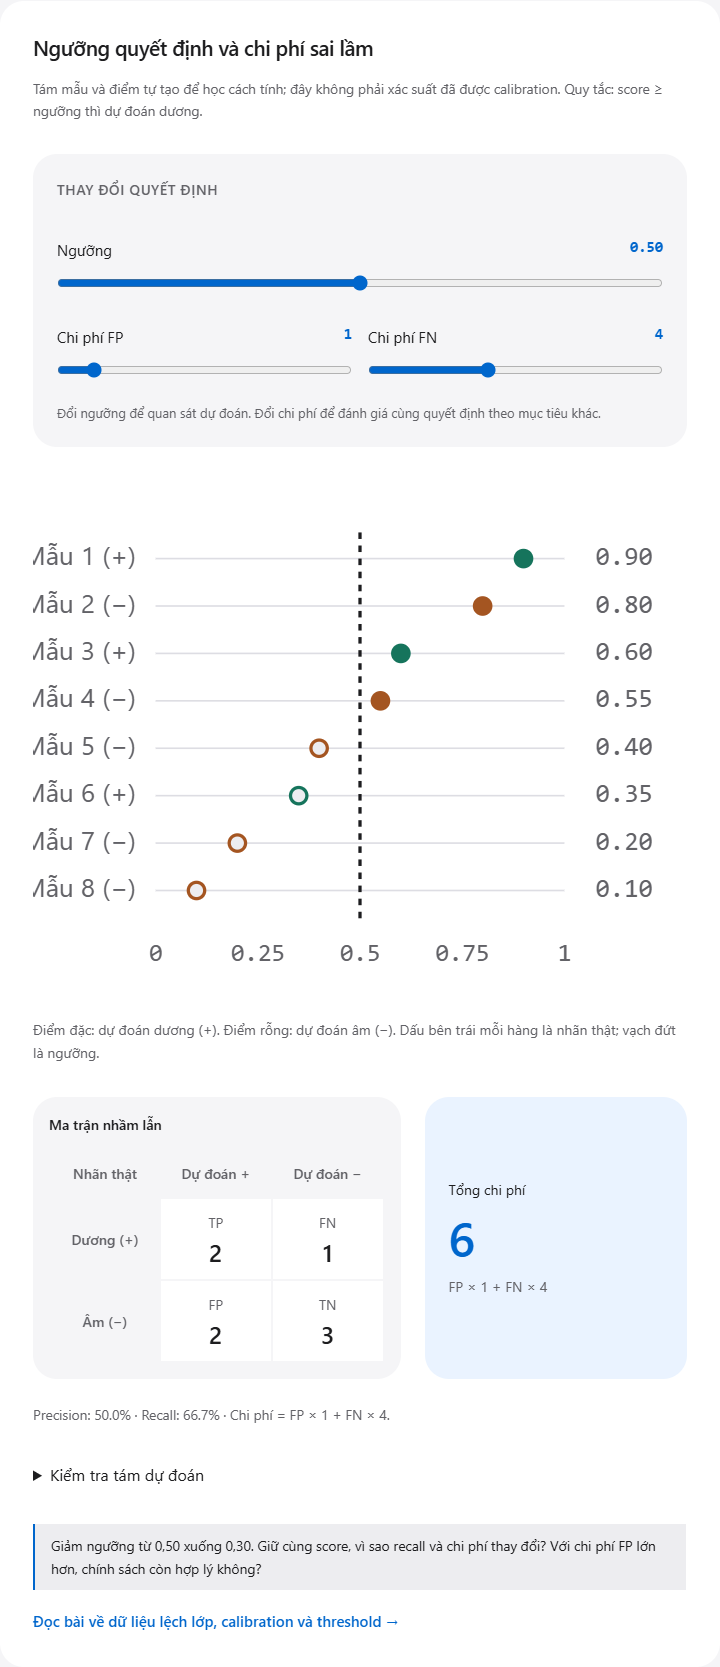 Ngưỡng quyết định và chi phí sai lầm
Tám mẫu và điểm tự tạo để học cách tính; đây không phải xác suất đã được calibration. Quy tắc: score ≥
ngưỡng thì dự đoán dương.
THAY ĐỔI QUYẾT ĐỊNH
Ngưỡng 0.50
Chi phí FP 1 Chi phí FN 4
Đổi ngưỡng để quan sát dự đoán. Đổi chi phí để đánh giá cùng quyết định theo mục tiêu khác.
Mẫu 1 (+) 0.90
Mẫu 2 (−) 0.80
Mẫu 3 (+) 0.60
Mẫu 4 (−) 0.55
Mẫu 5 (−) 0.40
Mẫu 6 (+) 0.35
Mẫu 7 (−) 0.20
Mẫu 8 (−) 0.10
0 0.25 0.5 0.75 1
Điểm đặc: dự đoán dương (+). Điểm rỗng: dự đoán âm (−). Dấu bên trái mỗi hàng là nhãn thật; vạch đứt
là ngưỡng.
Ma trận nhầm lẫn
Nhãn thật Dự đoán + Dự đoán −
TP FN
Dương (+) 2 1
FP TN
Âm (−) 2 3
Tổng chi phí
6
FP × 1 + FN × 4
Precision: 50.0% · Recall: 66.7% · Chi phí = FP × 1 + FN × 4.
▶ Kiểm tra tám dự đoán
Giảm ngưỡng từ 0,50 xuống 0,30. Giữ cùng score, vì sao recall và chi phí thay đổi? Với chi phí FP lớn
hơn, chính sách còn hợp lý không?
Đọc bài về dữ liệu lệch lớp, calibration và threshold →